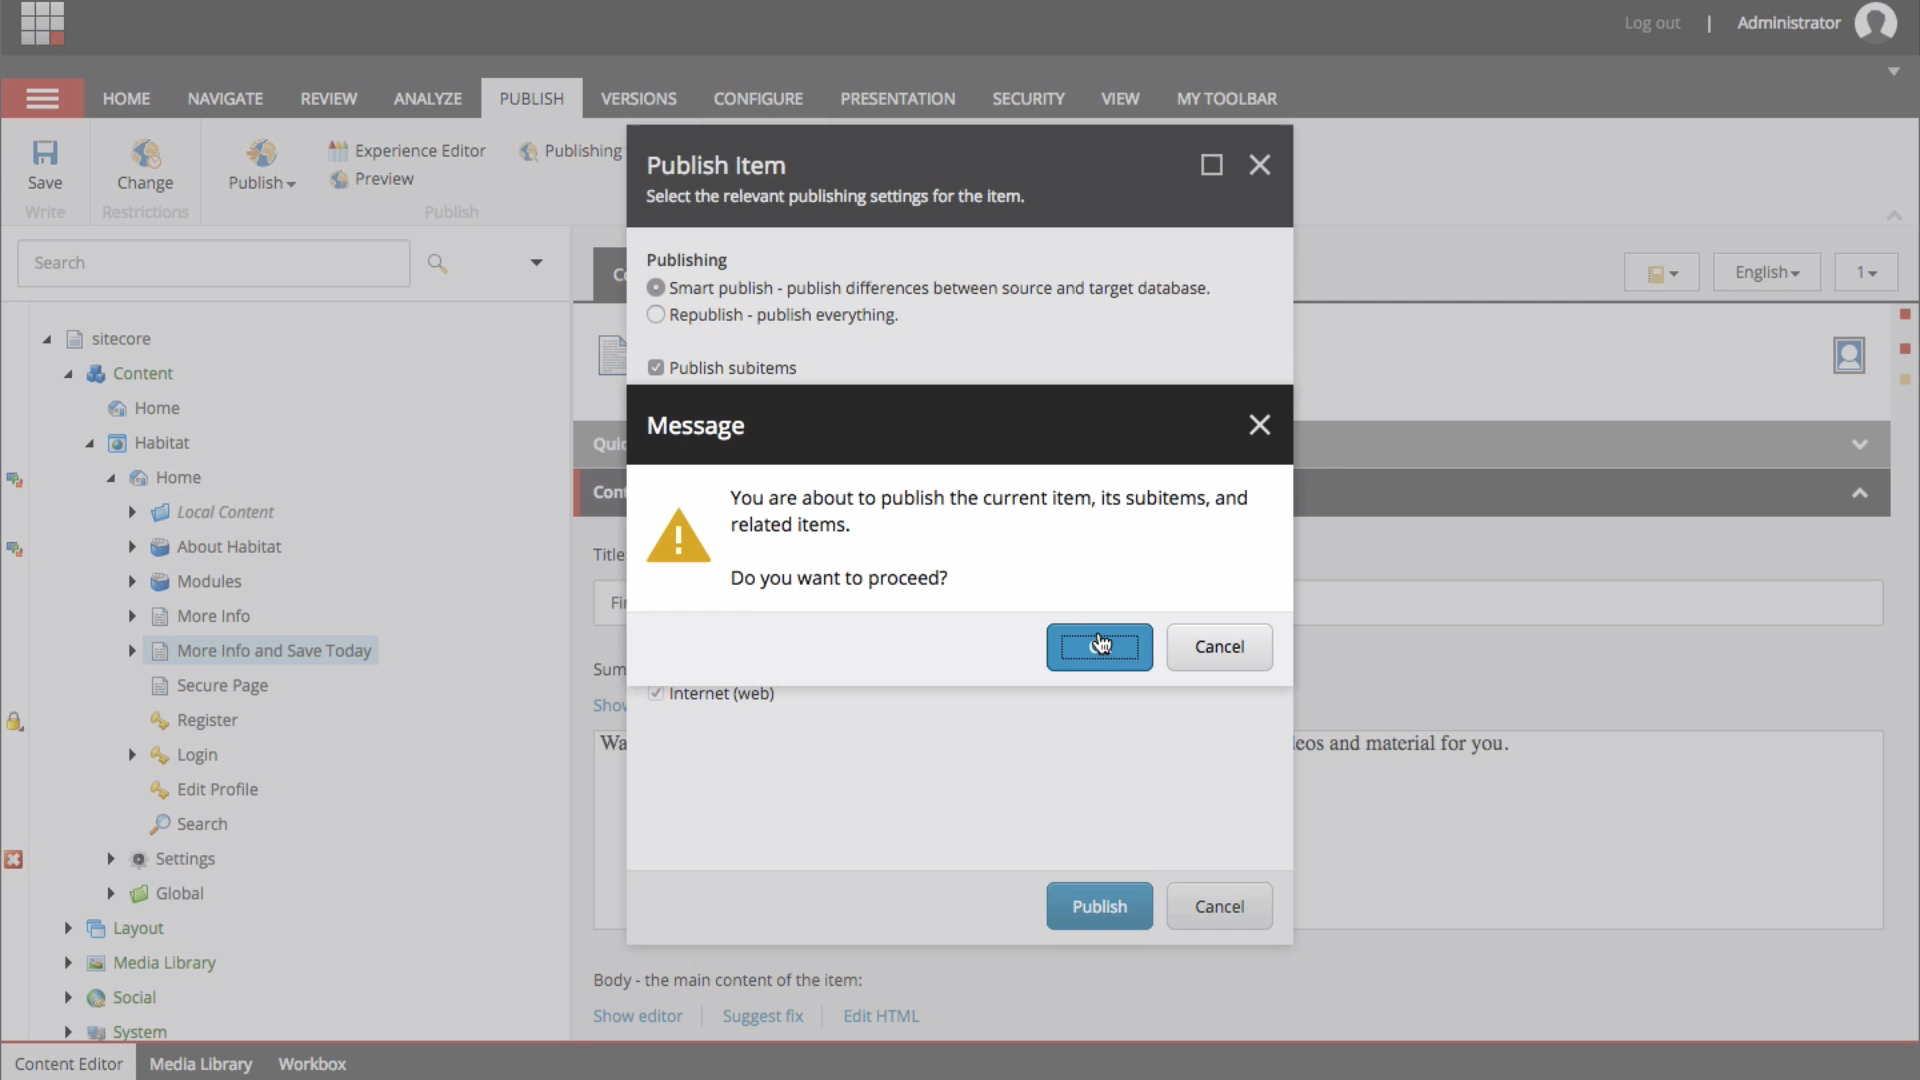 Log out | Administrator
HOME NAVIGATE REVIEW ANALYZE PUBLISH VERSIONS CONFIGURE PRESENTATION SECURITY VIEW MY TOOLBAR
Save
Write
Change
Restrictions
Publish
Experience Editor
Preview
Publishing
Publish
Search
sitecore
Content
Home
Habitat
Home
Local Content
About Habitat
Modules
More Info
More Info and Save Today
Secure Page
Register
Login
Edit Profile
Search
Settings
Global
Layout
Media Library
Social
System
Publish Item
Select the relevant publishing settings for the item.
Publishing
Smart publish - publish differences between source and target database.
Republish - publish everything.
Publish subitems
Message
You are about to publish the current item, its subitems, and
related items.
Do you want to proceed?
Cancel
Internet (web)
Publish Cancel
English 1
Title
Body - the main content of the item:
Show editor Suggest fix Edit HTML
and material for you.
Content Editor Media Library Workbox